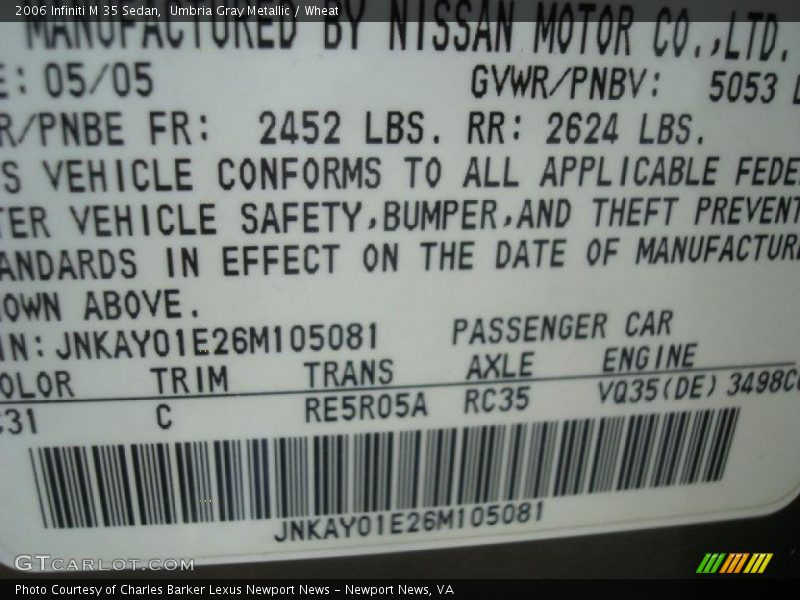 2006 Infiniti M 35 Sedan, Umbria Gray Metallic / Wheat
MANUFACTURED BY NISSAN MOTOR CO.,LTD.
E: 05/05 GVWR/PNBV: 5053 L
R/PNBE FR: 2452 LBS. RR: 2624 LBS.
S VEHICLE CONFORMS TO ALL APPLICABLE FEDE
TER VEHICLE SAFETY,BUMPER,AND THEFT PREVENT
ANDARDS IN EFFECT ON THE DATE OF MANUFACTURE
OWN ABOVE.
IN: JNKAY01E26M105081 PASSENGER CAR
OLOR TRIM TRANS AXLE ENGINE
C31 C RE5R05A RC35 VQ35(DE) 3498CC
JNKAY01E26M105081
GTCARLOT.COM
Photo Courtesy of Charles Barker Lexus Newport News - Newport News, VA